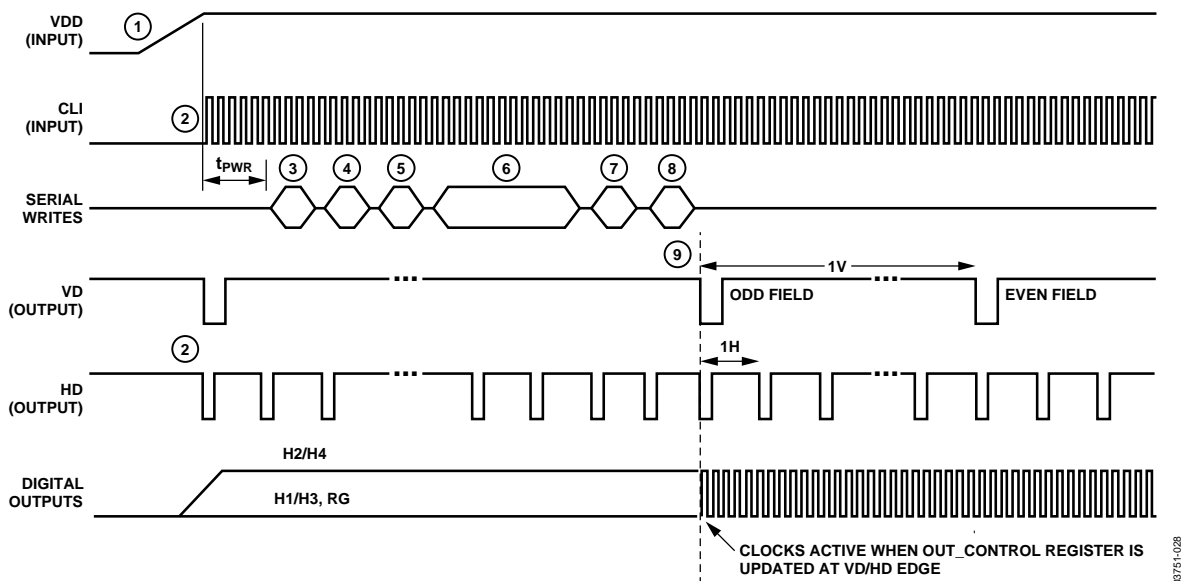 VDD
(INPUT)
1
CLI
(INPUT)
2
tPWR
3
4
5
6
7
8
SERIAL
WRITES
9
1V
VD
(OUTPUT)
ODD FIELD
EVEN FIELD
2
1H
HD
(OUTPUT)
H2/H4
DIGITAL
OUTPUTS
H1/H3, RG
CLOCKS ACTIVE WHEN OUT_CONTROL REGISTER IS
UPDATED AT VD/HD EDGE
03751-028